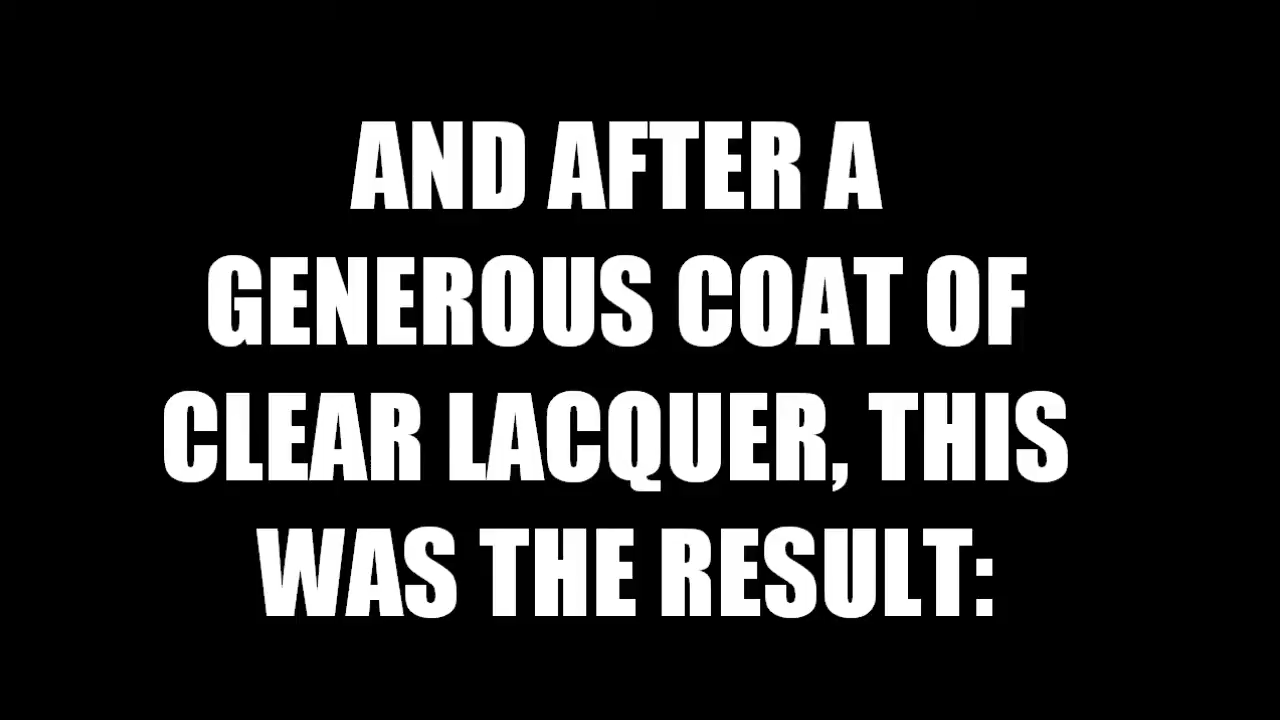 AND AFTER A
GENEROUS COAT OF
CLEAR LACQUER, THIS
WAS THE RESULT: